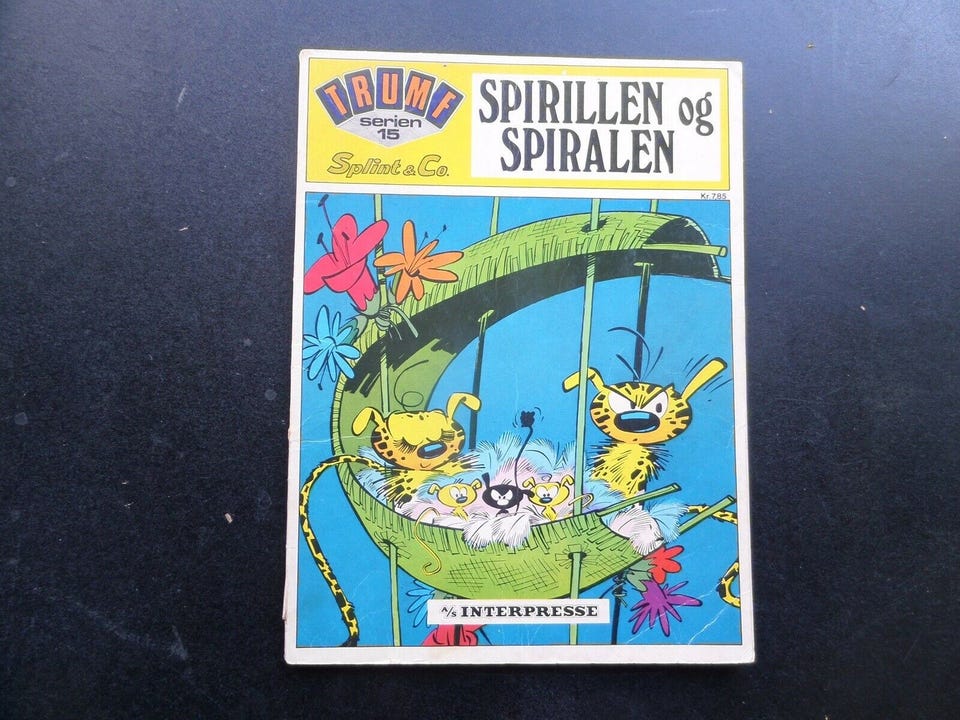 TRUMF
serien
15
Splint & Co.
SPIRILLEN og
SPIRALEN
Kr. 7.85
A/S INTERPRESSE